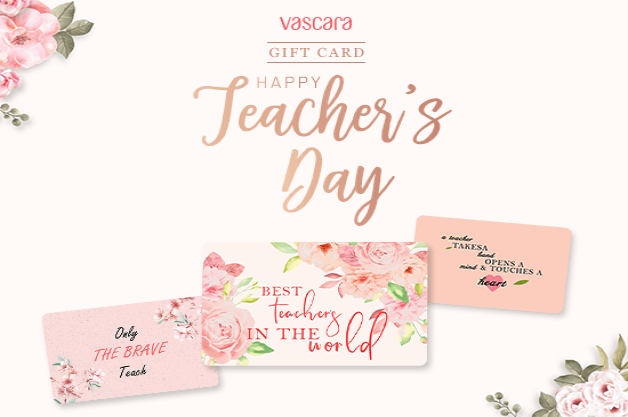 vascara
GIFT CARD
HAPPY
Teacher's
Day
a teacher
TAKESA
hand
OPENS A
mind & TOUCHES A
heart
BEST
teachers
IN THE
world
Only
THE BRAVE
Teach